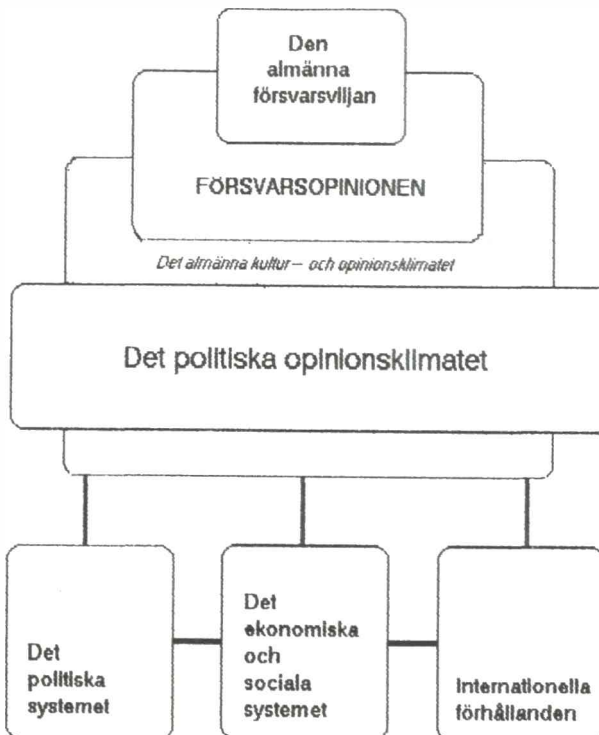 Den
almänna
försvarsviljan
FÖRSVARSOPINIONEN
Det almänna kultur– och opinionsklimatet
Det politiska opinionsklimatet
Det
politiska
systemet
Det
ekonomiska
och
sociala
systemet
Internationella
förhållanden